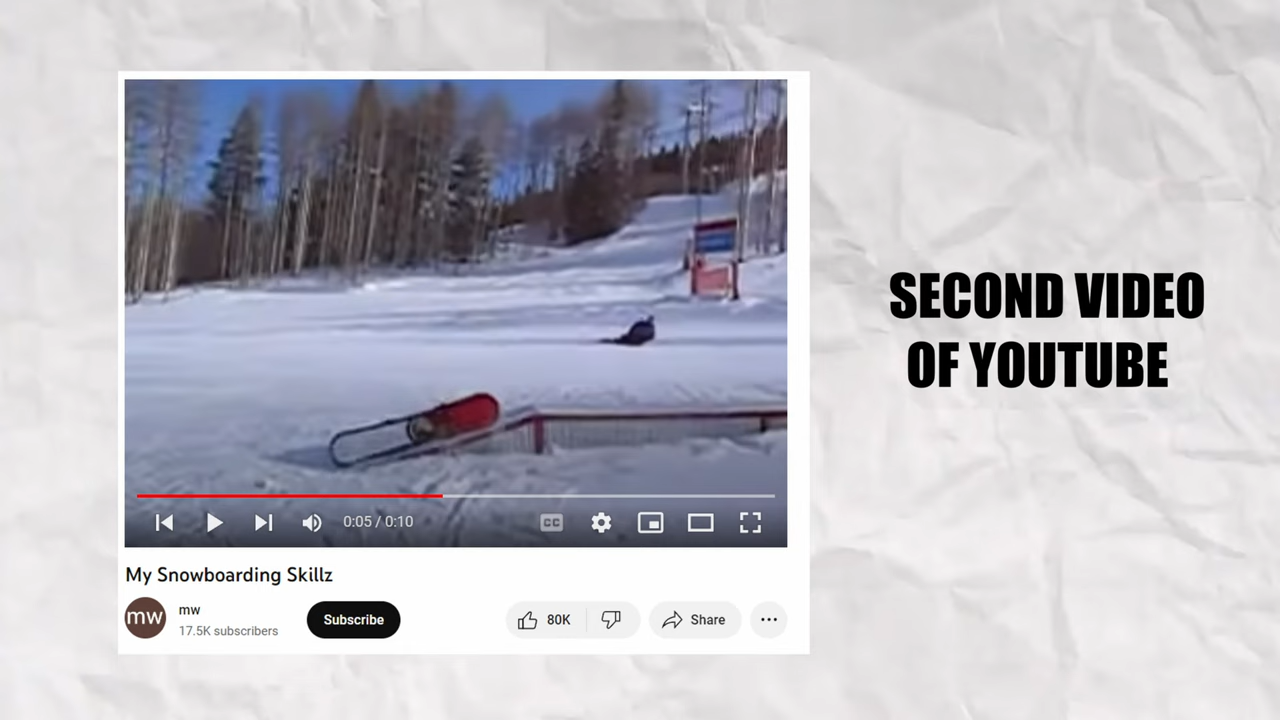 SECOND VIDEO
OF YOUTUBE
0:05 / 0:10
CC
My Snowboarding Skillz
mw
mw
17.5K subscribers
Subscribe
80K
Share